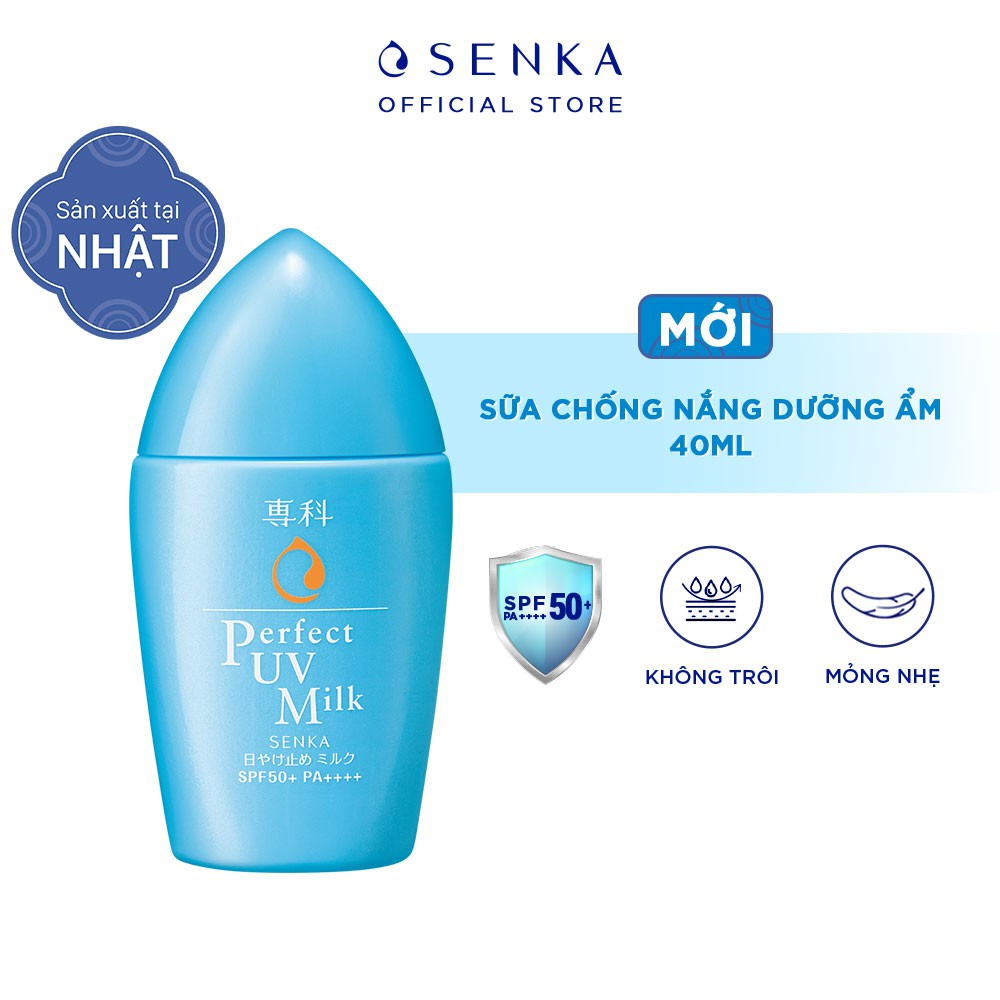 SENKA
OFFICIAL STORE
Sản xuất tại
NHẬT
MỚI
SỮA CHỐNG NẮNG DƯỠNG ẨM
40ML
専科
Perfect
UV
Milk
SENKA
日やけ止め ミルク
SPF50+ PA++++
SPF 50+
PA++++
KHÔNG TRÔI
MỎNG NHẸ